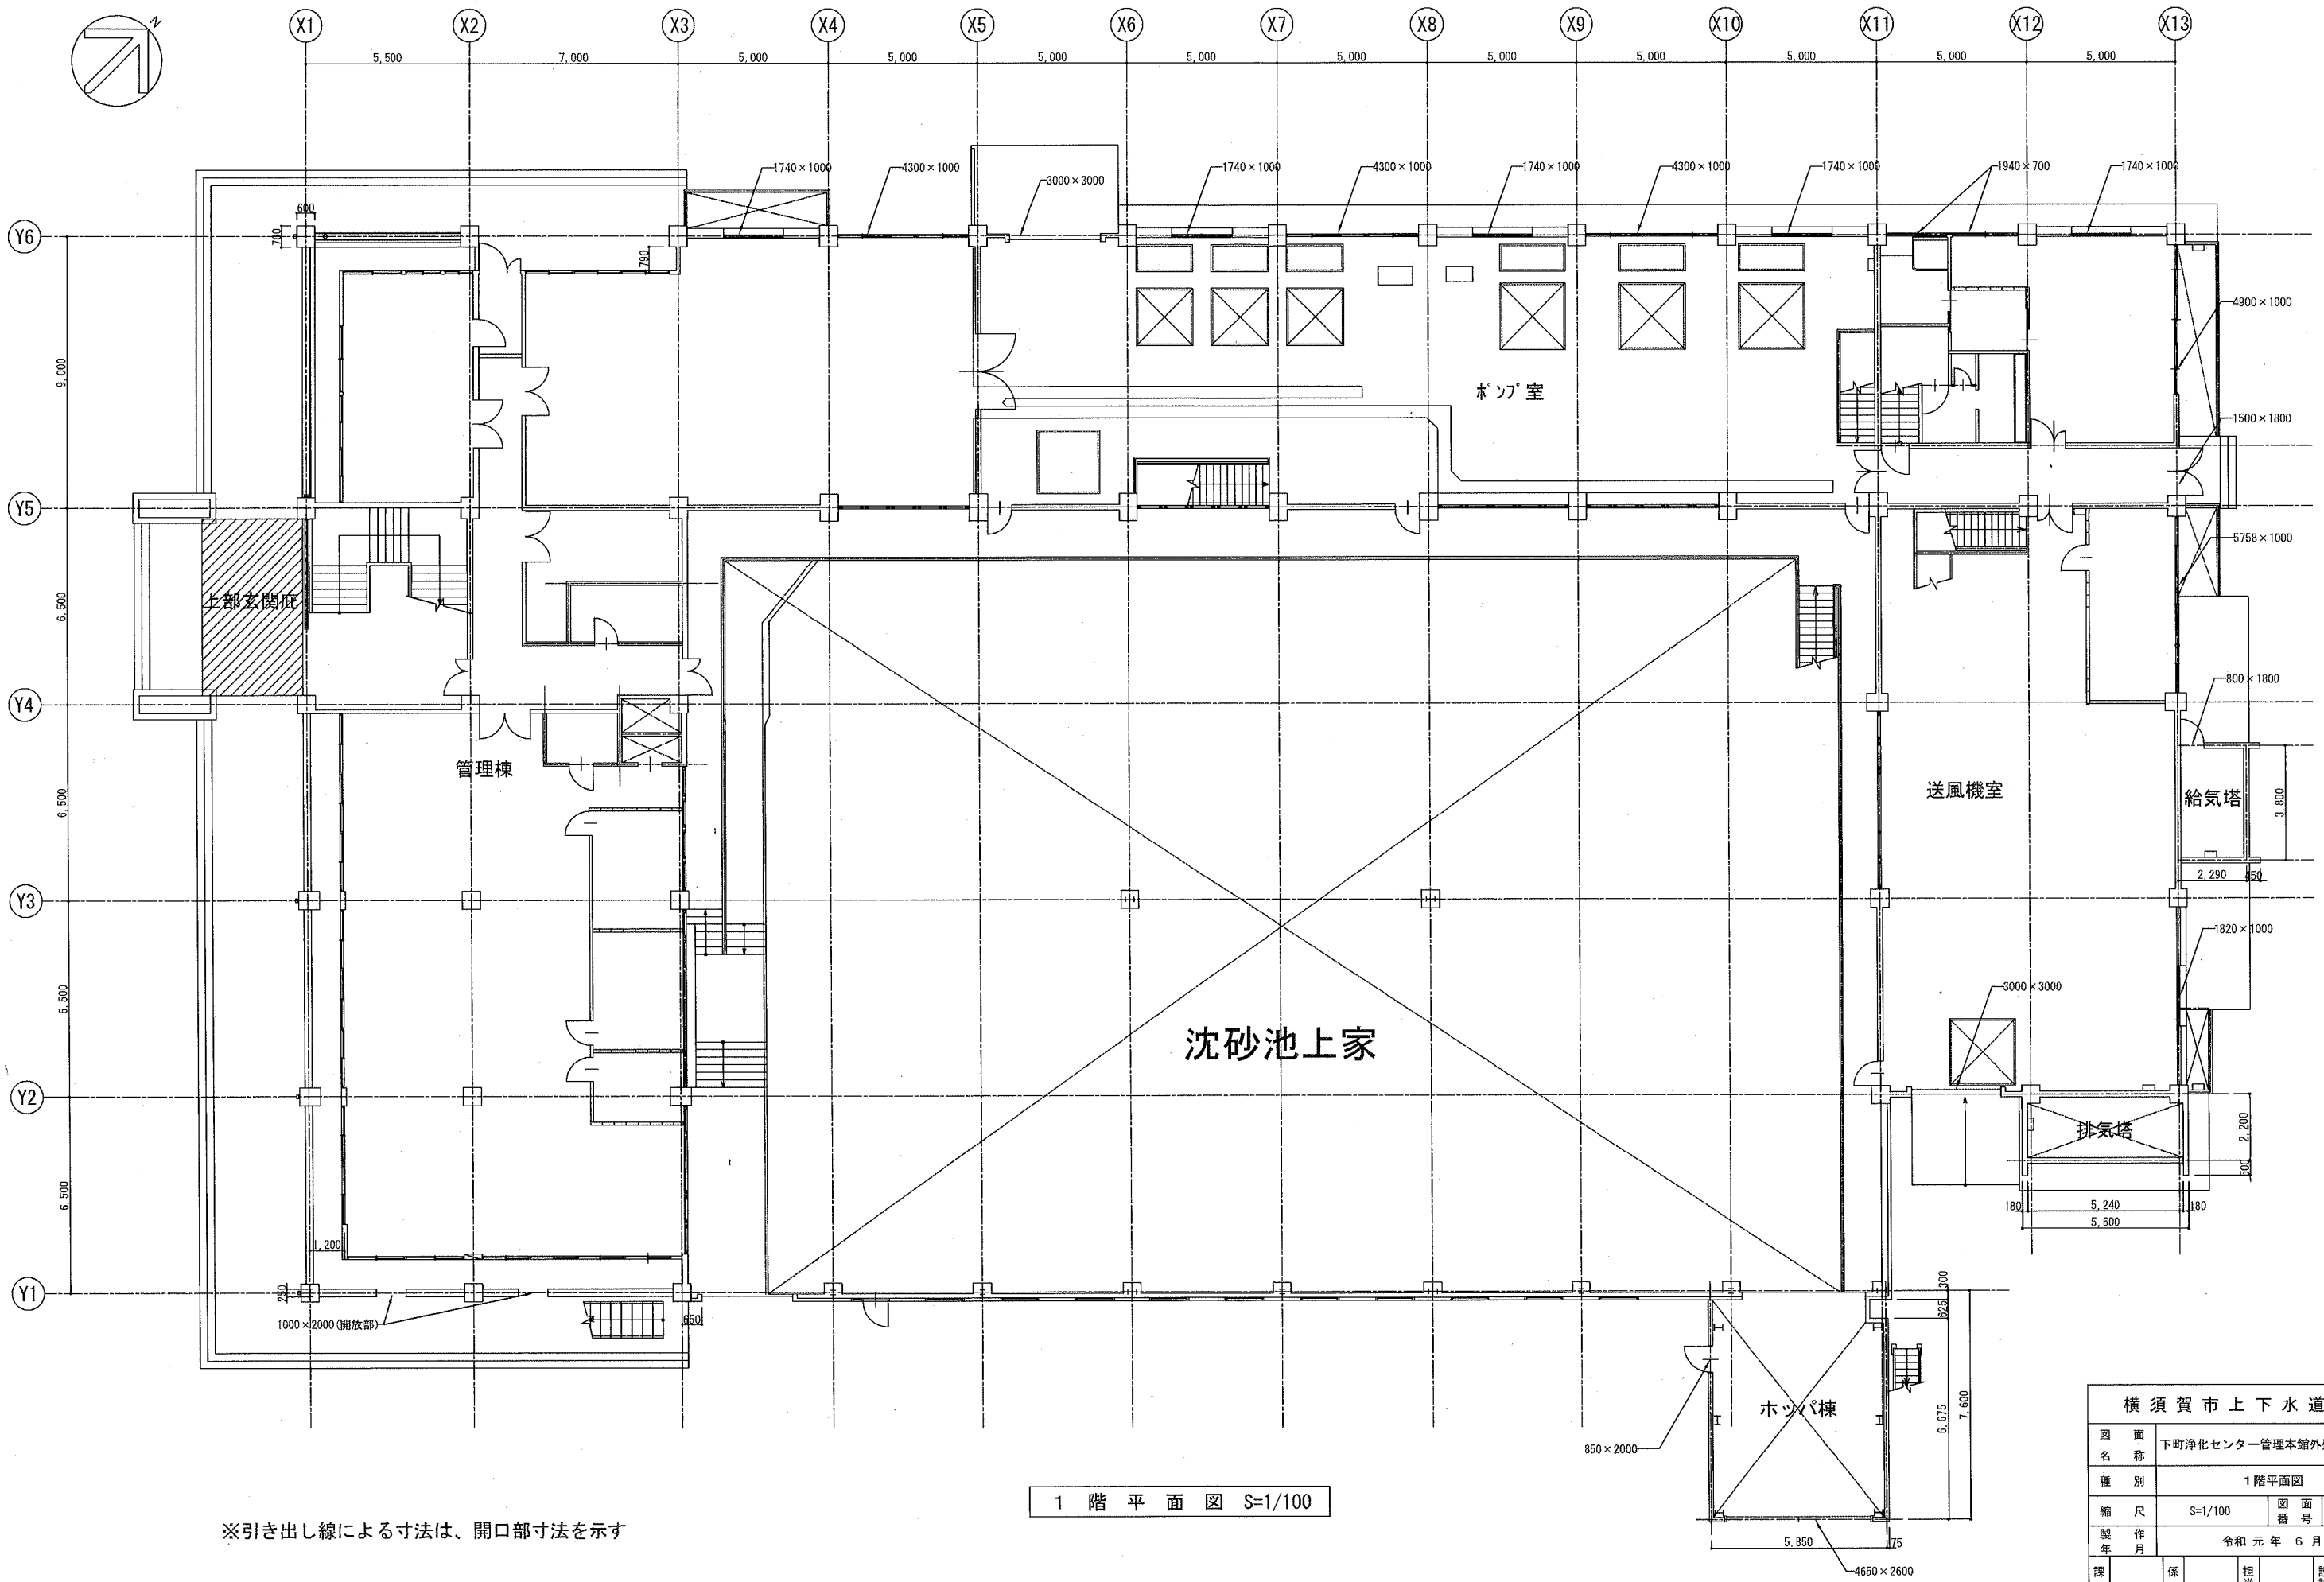 N
X1 X2 X3 X4 X5 X6 X7 X8 X9 X10 X11 X12 X13
5,500 7,000 5,000 5,000 5,000 5,000 5,000 5,000 5,000 5,000 5,000 5,000
1740×1000 4300×1000 3000×3000 1740×1000 4300×1000 1740×1000 4300×1000 1740×1000 1940×700 1740×1000
600
700
Y6
790
4900×1000
9,000
ポンプ室
1500×1800
Y5
5758×1000
上部玄関庇
6,500
800×1800
Y4
管理棟
送風機室
給気塔
3,800
6,500
2,290 450
Y3
1820×1000
3000×3000
6,500
沈砂池上家
Y2
排気塔
2,200
600
180 5,240 180
5,600
6,500
1,200
Y1
250
300
625
1000×2000(開放部)
650
ホッパ棟
6,675
7,600
850×2000
5,850 75
4650×2600
1 階 平 面 図 S=1/100
※引き出し線による寸法は、開口部寸法を示す
横 須 賀 市 上 下 水 道
図 面 名 称 下町浄化センター管理本館外
種 別 1階平面図
縮 尺 S=1/100 図 面 番 号
製 作 年 月 令和 元 年 6 月
課 係 担